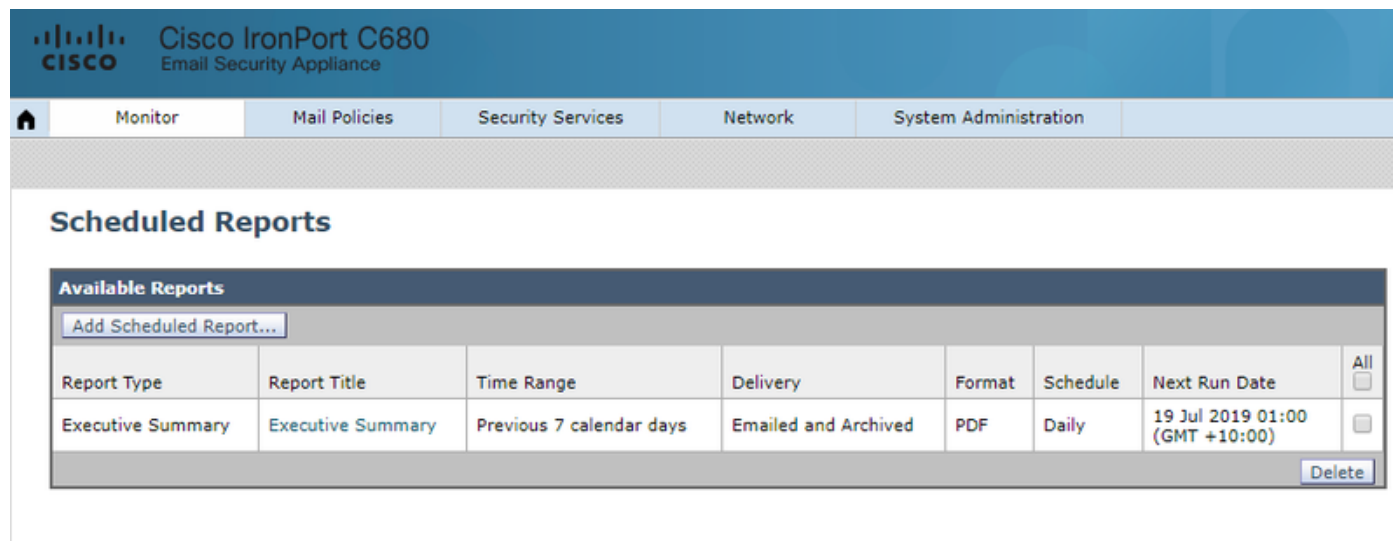 CISCO
Cisco IronPort C680
Email Security Appliance
Monitor
Mail Policies
Security Services
Network
System Administration
Scheduled Reports
Available Reports
Add Scheduled Report...
Report Type
Report Title
Time Range
Delivery
Format
Schedule
Next Run Date
All
Executive Summary
Executive Summary
Previous 7 calendar days
Emailed and Archived
PDF
Daily
19 Jul 2019 01:00
(GMT +10:00)
Delete